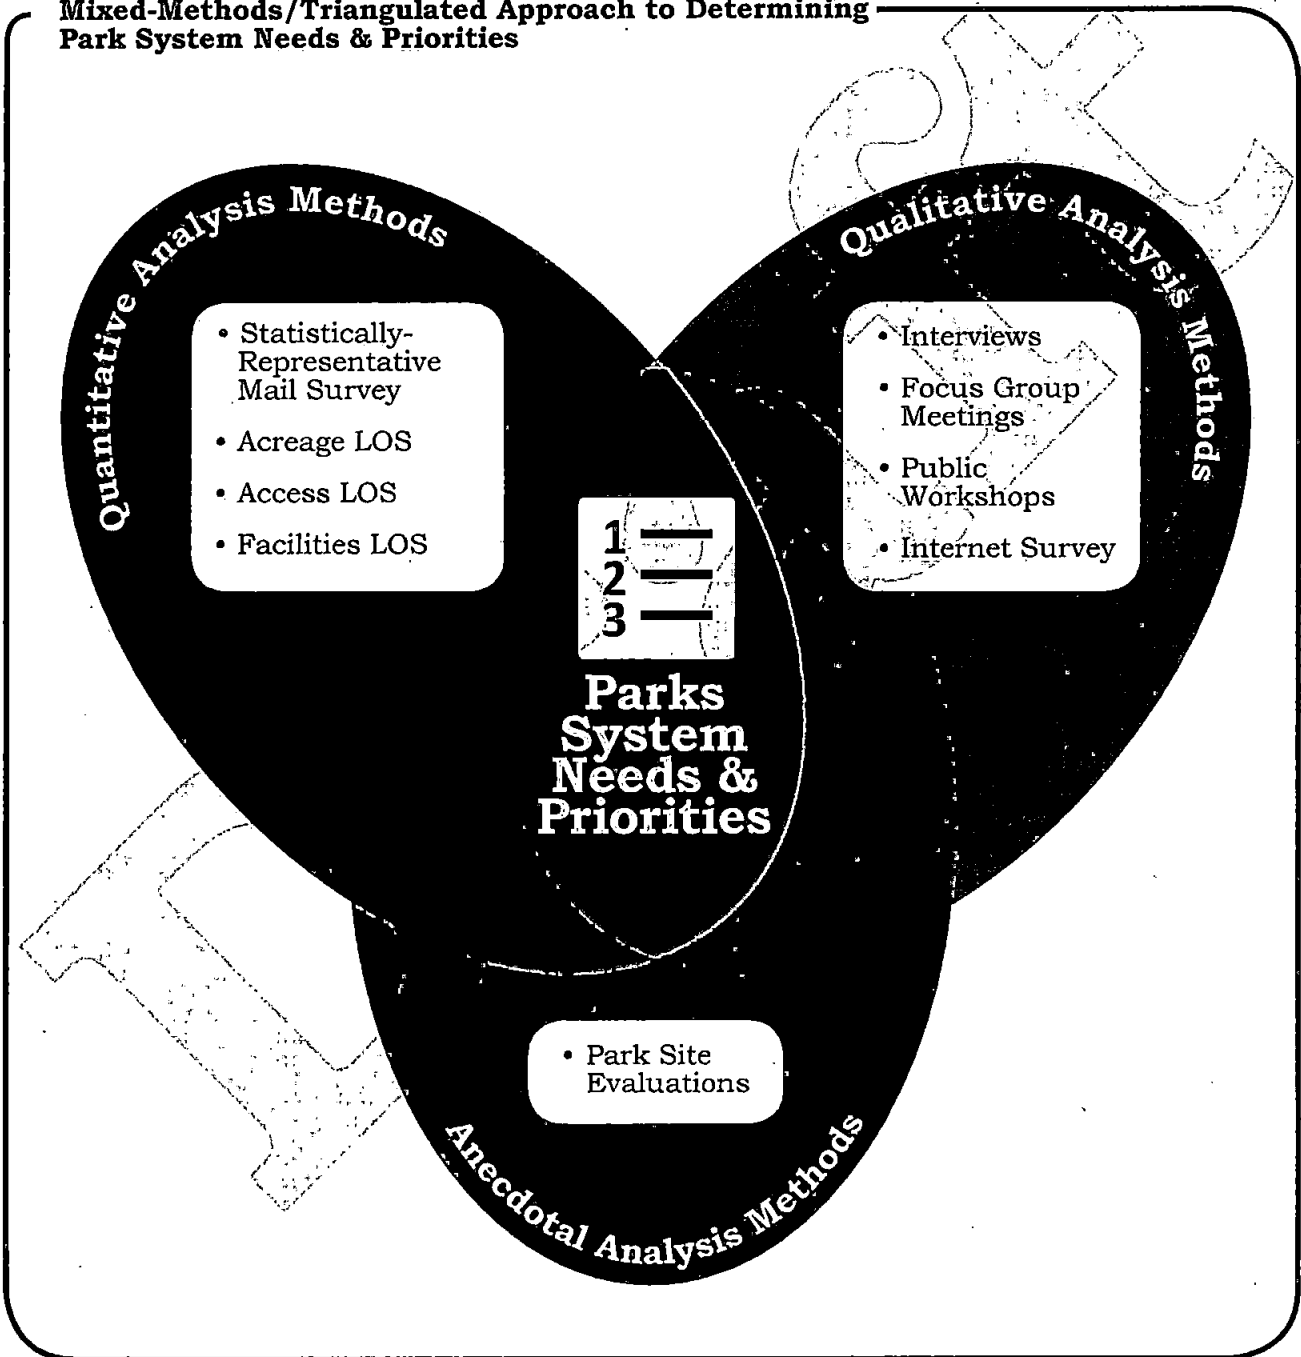 Mixed-Methods/Triangulated Approach to Determining
Park System Needs & Priorities
Quantitative Analysis Methods
• Statistically-
Representative
Mail Survey
• Acreage LOS
• Access LOS
• Facilities LOS
Qualitative Analysis Methods
• Interviews
• Focus Group
Meetings
• Public
Workshops
• Internet Survey
1
2
3
Parks
System
Needs &
Priorities
• Park Site
Evaluations
Anecdotal Analysis Methods